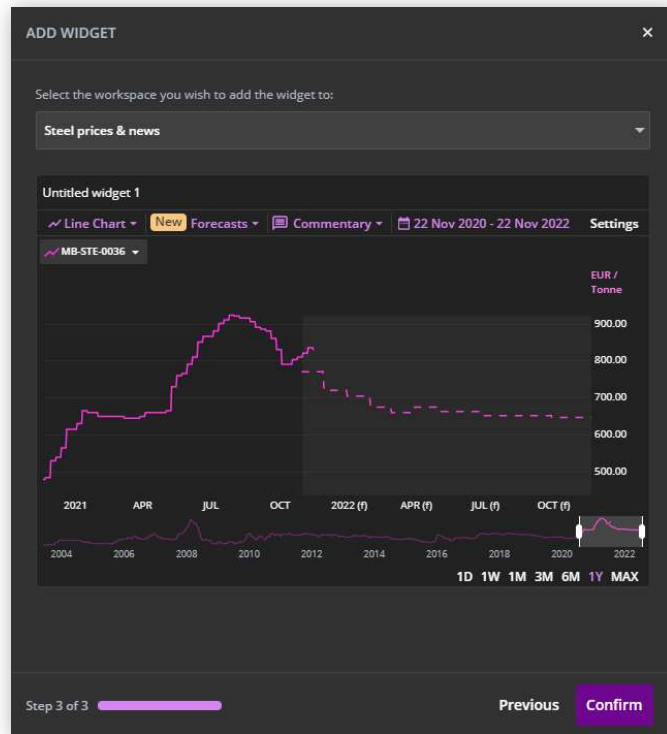 ADD WIDGET ×
Select the workspace you wish to add the widget to:
Steel prices & news
Untitled widget 1
Line Chart New Forecasts Commentary 22 Nov 2020 - 22 Nov 2022 Settings
MB-STE-0036
EUR /
Tonne
900.00
800.00
700.00
600.00
500.00
2021 APR JUL OCT 2022 (f) APR (f) JUL (f) OCT (f)
2004 2006 2008 2010 2012 2014 2016 2018 2020 2022
1D 1W 1M 3M 6M 1Y MAX
Step 3 of 3 Previous Confirm